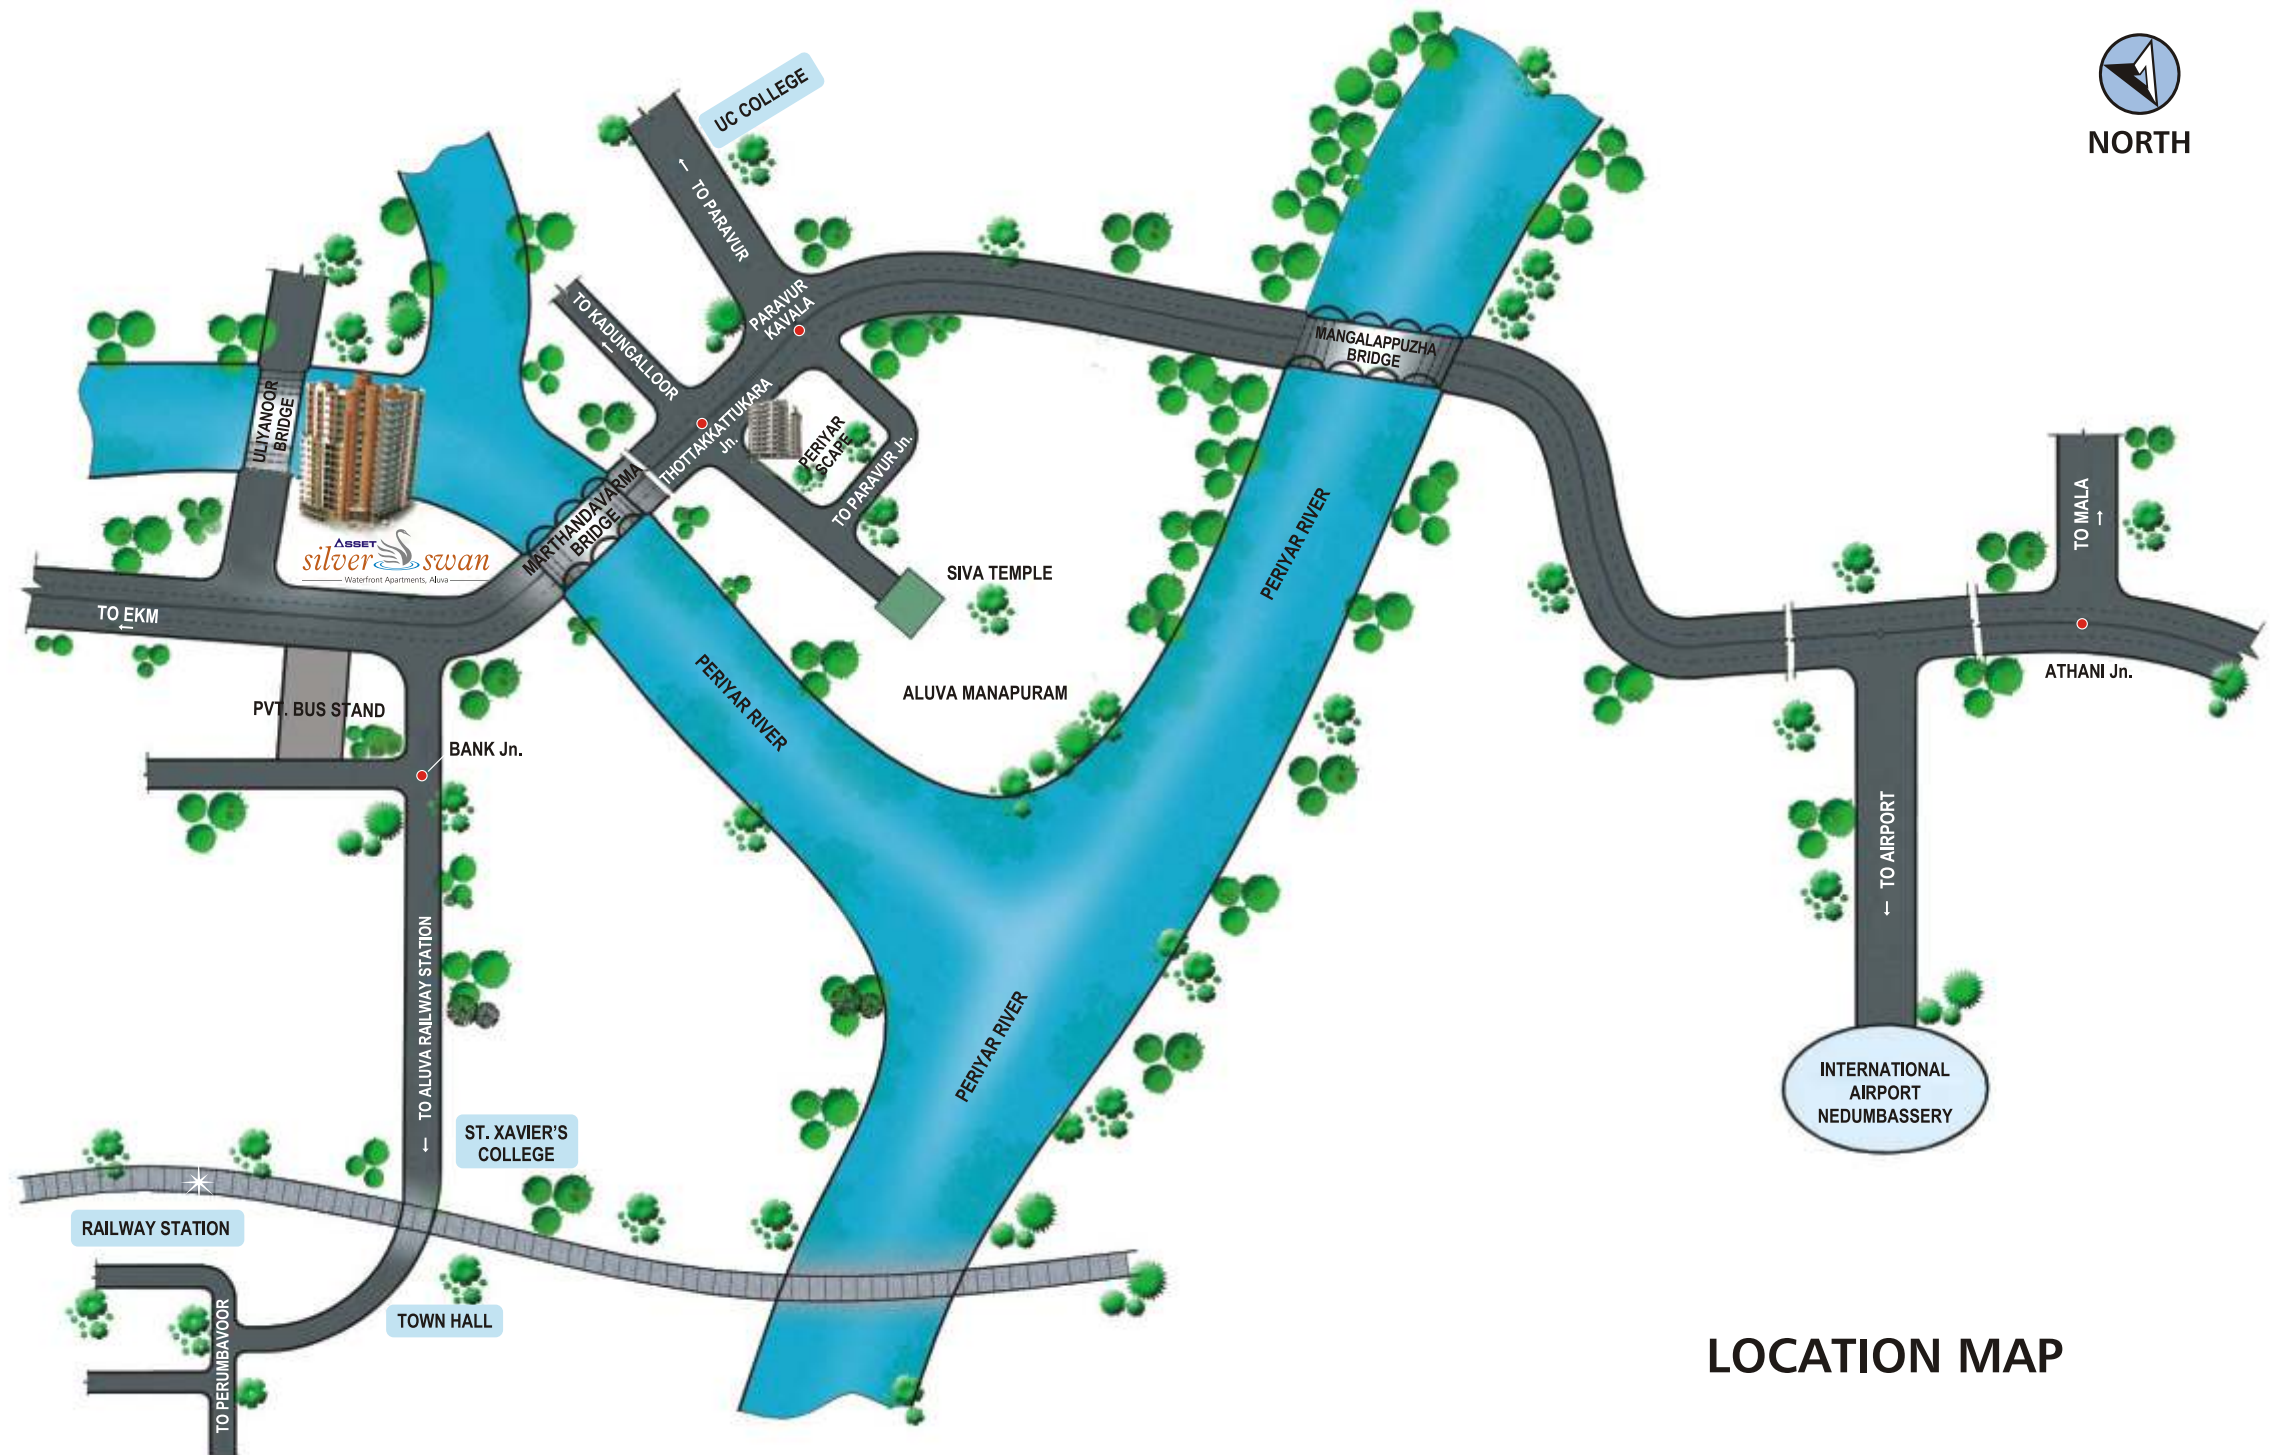 UC COLLEGE
NORTH
← TO PARAVUR
TO KADUNGALLOOR
←
PARAVUR
KAVALA
MANGALAPPUZHA
BRIDGE
ULIYANOOR
BRIDGE
THOTTAKKATTUKARA
Jn.
PERIYAR
SCAPE
TO PARAVUR Jn.
MARTHANDAVARMA
BRIDGE
ASSET
silver swan
Waterfront Apartments, Aluva
SIVA TEMPLE
PERIYAR RIVER
TO MALA →
TO EKM
←
ATHANI Jn.
ALUVA MANAPURAM
PERIYAR RIVER
PVT. BUS STAND
BANK Jn.
← TO AIRPORT
← TO ALUVA RAILWAY STATION
PERIYAR RIVER
INTERNATIONAL
AIRPORT
NEDUMBASSERY
ST. XAVIER'S
COLLEGE
RAILWAY STATION
TOWN HALL
TO PERUMBAVOOR
LOCATION MAP